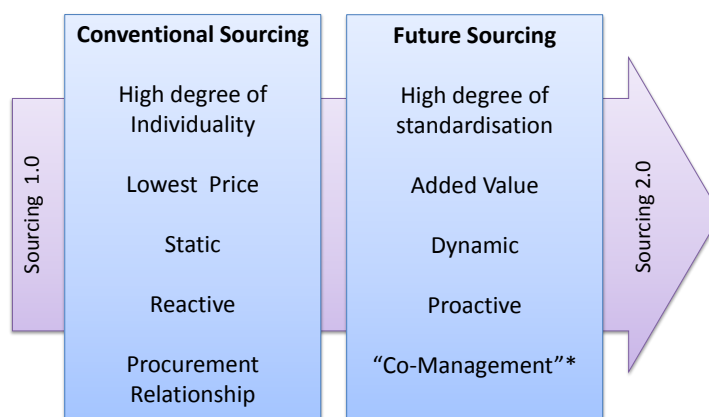 Sourcing 1.0
Conventional Sourcing
High degree of
Individuality
Lowest Price
Static
Reactive
Procurement
Relationship
Future Sourcing
High degree of
standardisation
Added Value
Dynamic
Proactive
“Co-Management”*
Sourcing 2.0